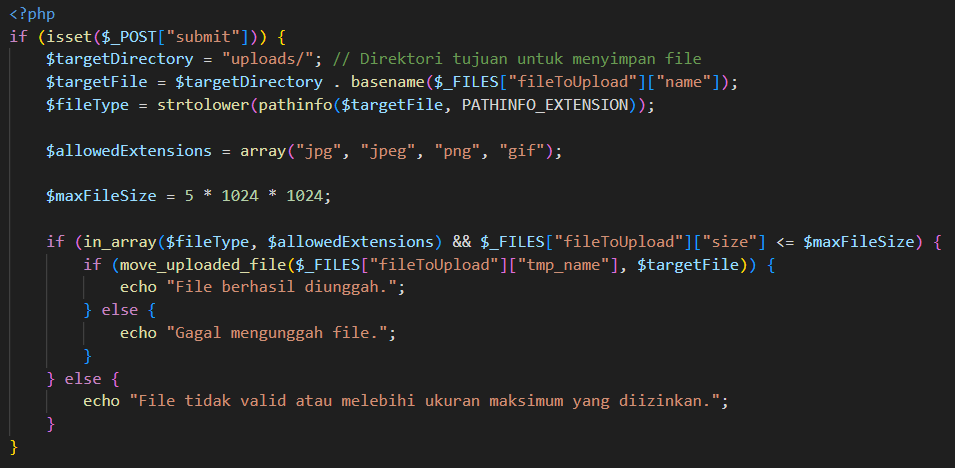 <?php
if (isset($_POST["submit"])) {
    $targetDirectory = "uploads/"; // Direktori tujuan untuk menyimpan file
    $targetFile = $targetDirectory . basename($_FILES["fileToUpload"]["name"]);
    $fileType = strtolower(pathinfo($targetFile, PATHINFO_EXTENSION));

    $allowedExtensions = array("jpg", "jpeg", "png", "gif");

    $maxFileSize = 5 * 1024 * 1024;

    if (in_array($fileType, $allowedExtensions) && $_FILES["fileToUpload"]["size"] <= $maxFileSize) {
        if (move_uploaded_file($_FILES["fileToUpload"]["tmp_name"], $targetFile)) {
            echo "File berhasil diunggah.";
        } else {
            echo "Gagal mengunggah file.";
        }
    } else {
        echo "File tidak valid atau melebihi ukuran maksimum yang diizinkan.";
    }
}